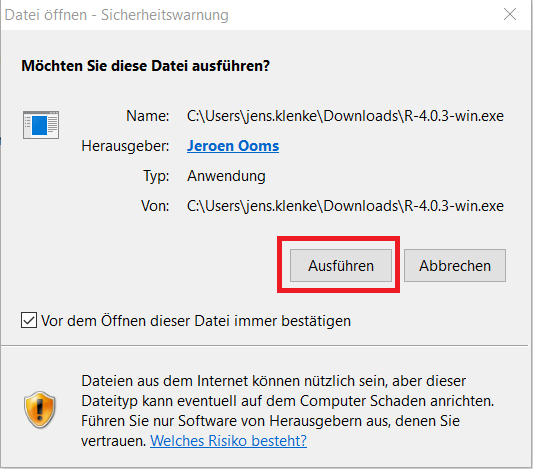 Datei öffnen - Sicherheitswarnung
Möchten Sie diese Datei ausführen?
Name: C:\Users\jens.klenke\Downloads\R-4.0.3-win.exe
Herausgeber: Jeroen Ooms
Typ: Anwendung
Von: C:\Users\jens.klenke\Downloads\R-4.0.3-win.exe
Ausführen Abbrechen
Vor dem Öffnen dieser Datei immer bestätigen
Dateien aus dem Internet können nützlich sein, aber dieser
Dateityp kann eventuell auf dem Computer Schaden anrichten.
Führen Sie nur Software von Herausgebern aus, denen Sie
vertrauen. Welches Risiko besteht?